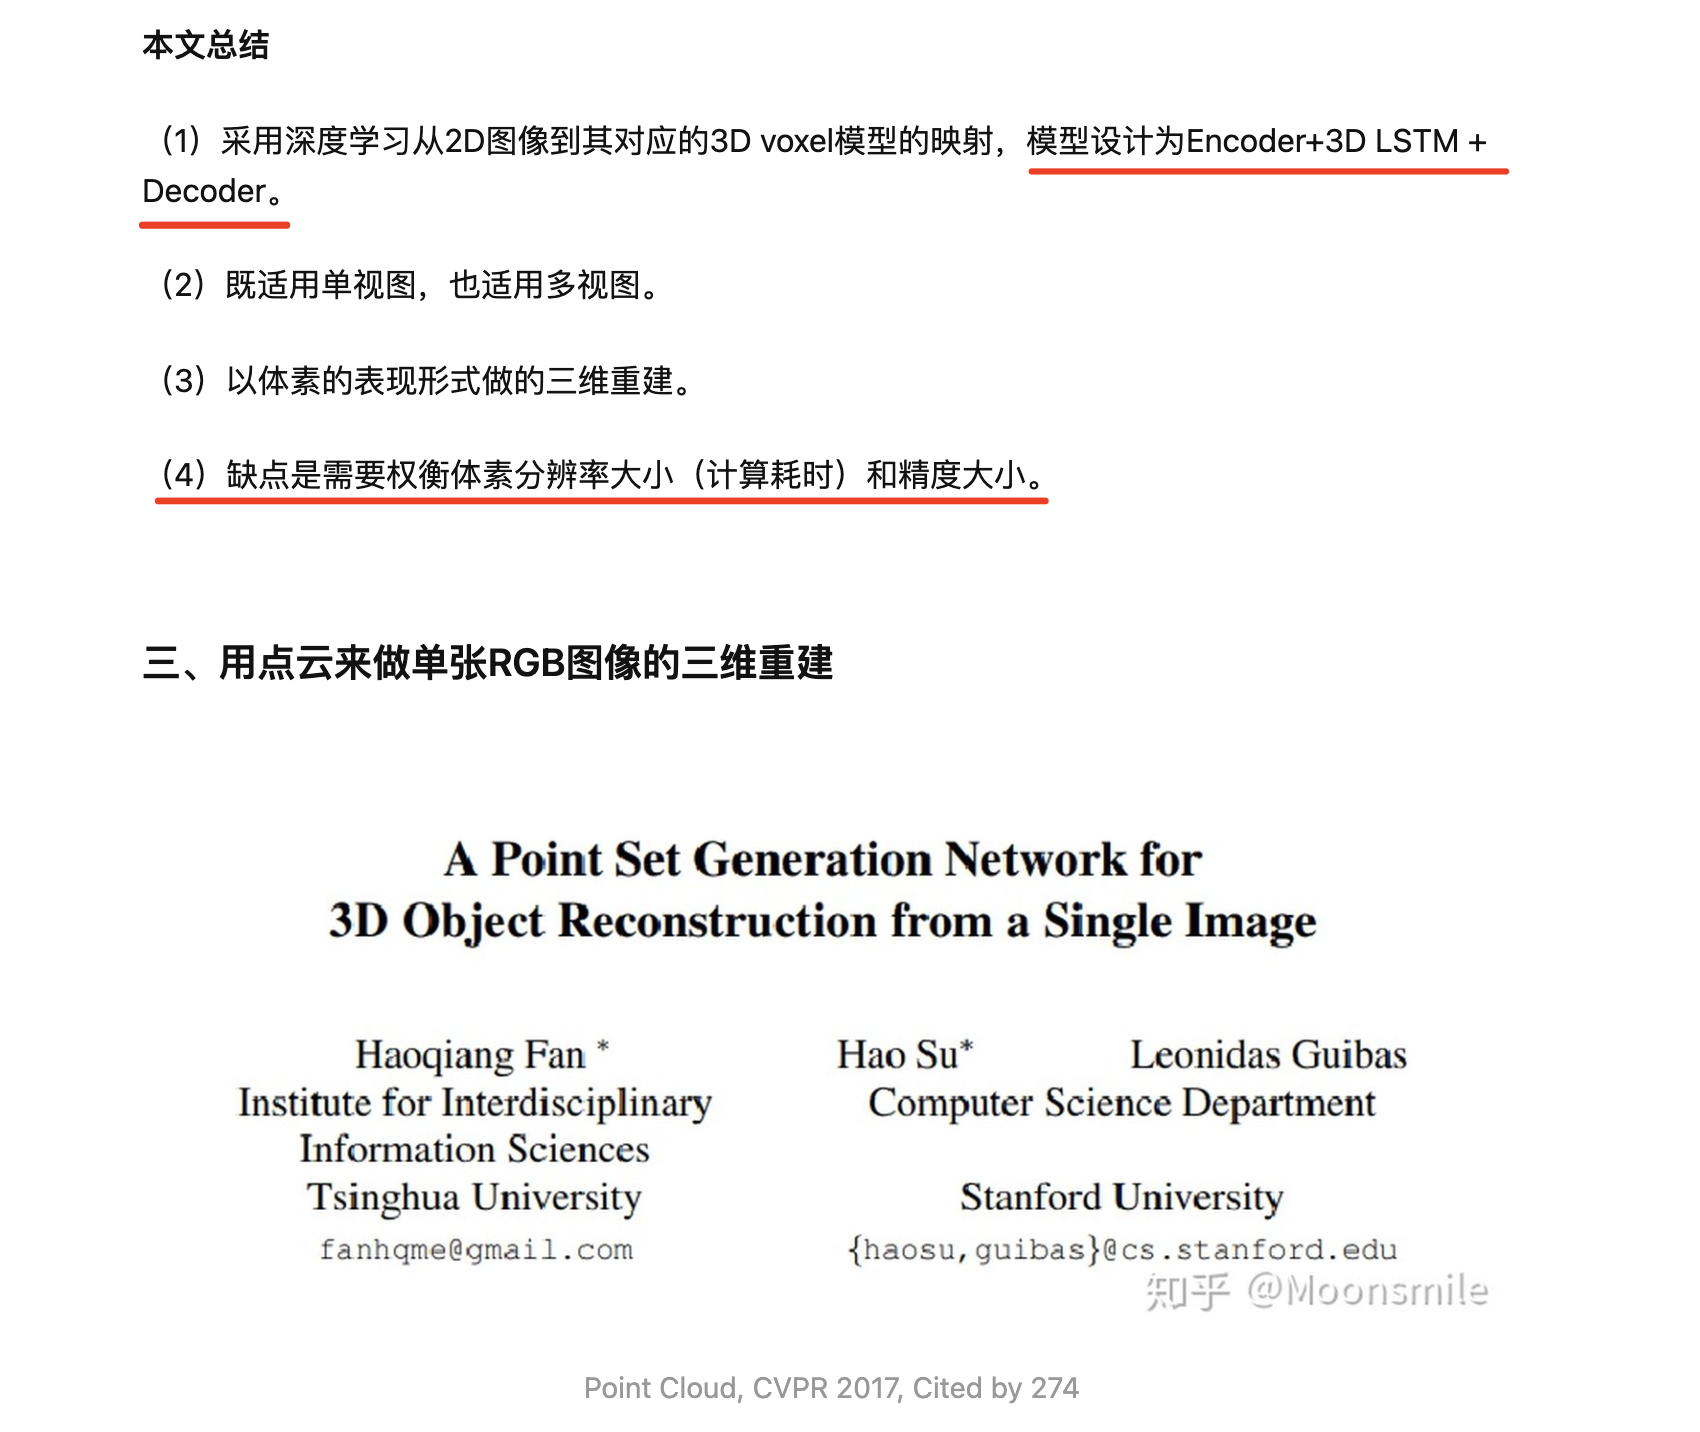 本文总结
（1）采用深度学习从2D图像到其对应的3D voxel模型的映射，模型设计为Encoder+3D LSTM +
Decoder。
（2）既适用单视图，也适用多视图。
（3）以体素的表现形式做的三维重建。
（4）缺点是需要权衡体素分辨率大小（计算耗时）和精度大小。
三、用点云来做单张RGB图像的三维重建
A Point Set Generation Network for
3D Object Reconstruction from a Single Image
Haoqiang Fan *
Institute for Interdisciplinary
Information Sciences
Tsinghua University
fanhqme@gmail.com
Hao Su* Leonidas Guibas
Computer Science Department
Stanford University
{haosu,guibas}@cs.stanford.edu
知乎 @Moonsmile
Point Cloud, CVPR 2017, Cited by 274